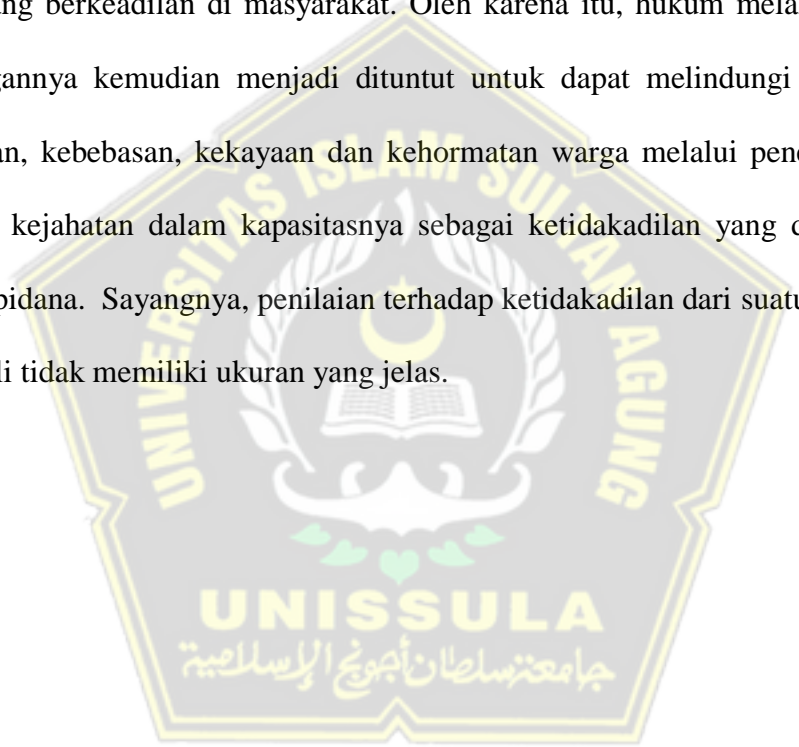 ng berkeadilan di masyarakat. Oleh karena itu, hukum mela
gannya kemudian menjadi dituntut untuk dapat melindungi
an, kebebasan, kekayaan dan kehormatan warga melalui pene
kejahatan dalam kapasitasnya sebagai ketidakadilan yang d
pidana. Sayangnya, penilaian terhadap ketidakadilan dari suatu
li tidak memiliki ukuran yang jelas.
UNIVERSITAS ISLAM SULTAN AGUNG
UNISSULA
جامعة سلطان أجونج الإسلامية